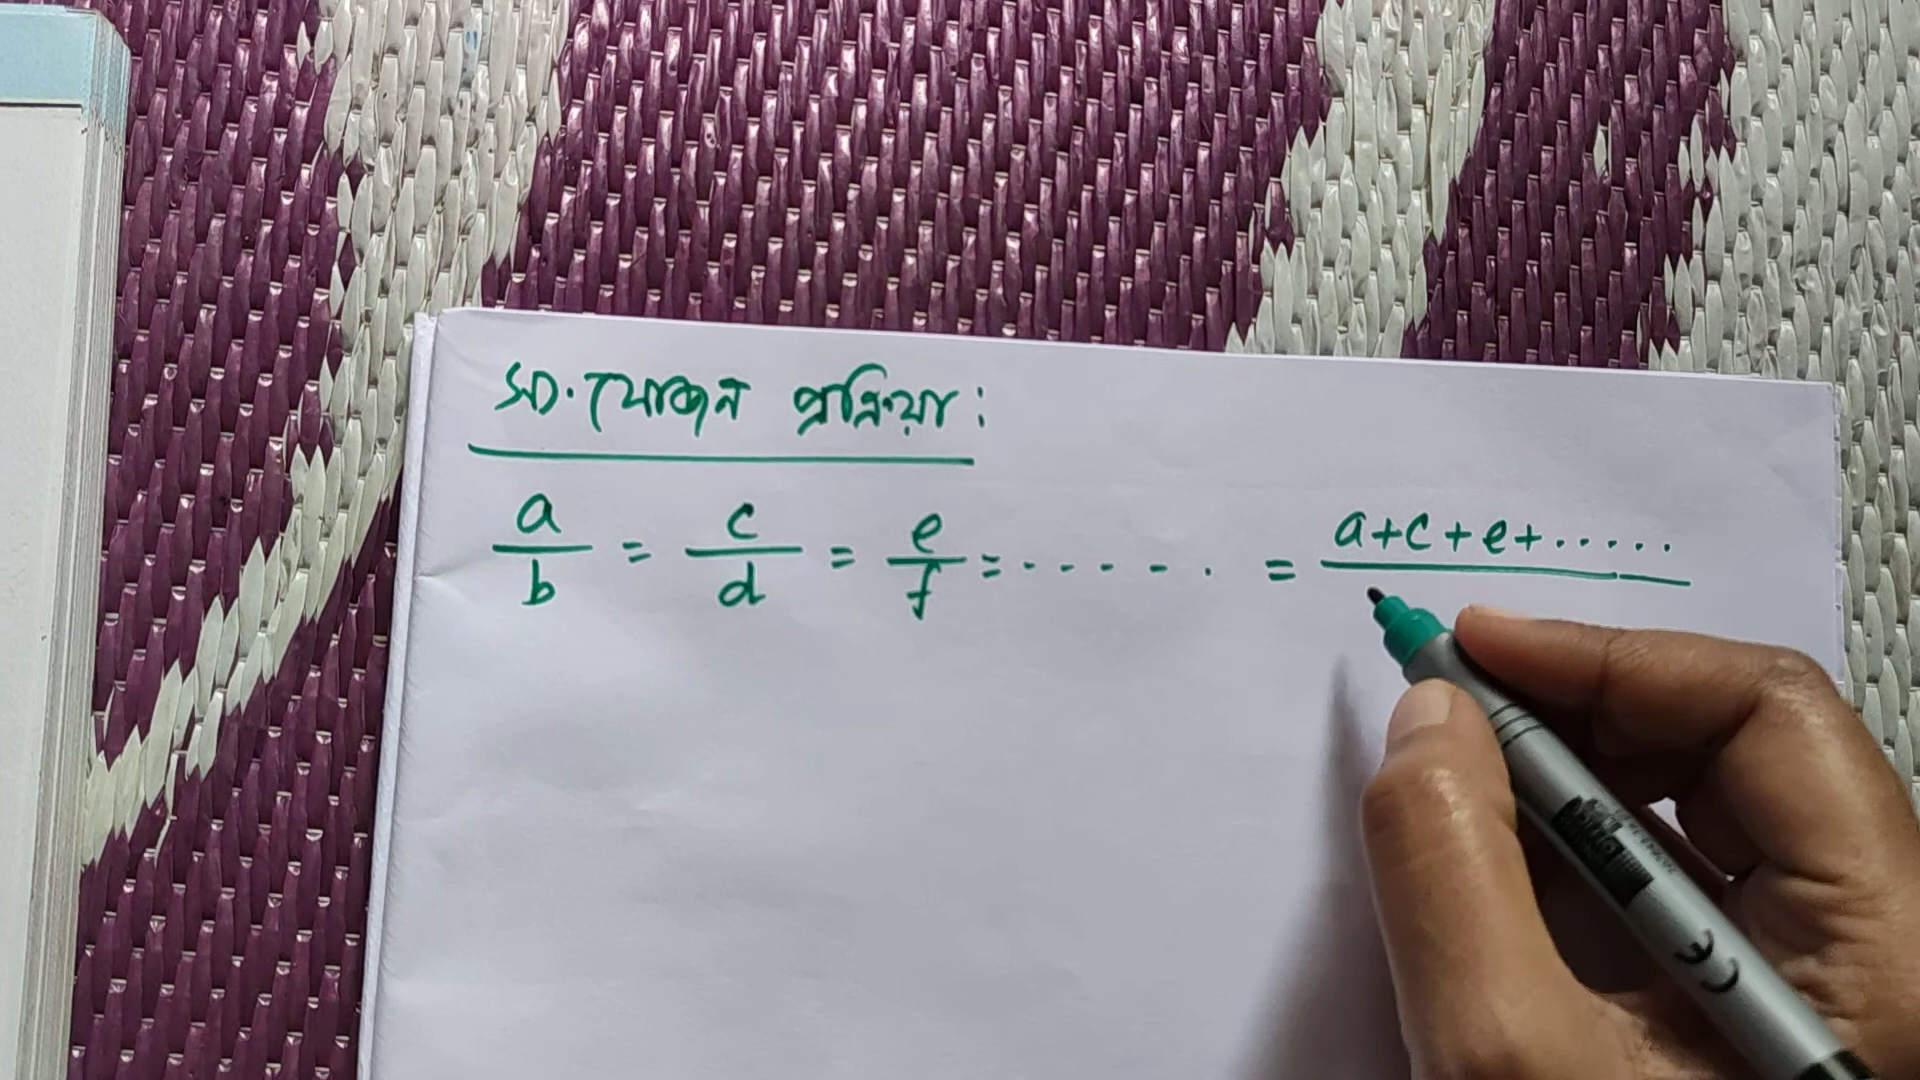 ১০. যোজন প্রক্রিয়া:
a/b = c/d = e/f = ...... = a+c+e+...../